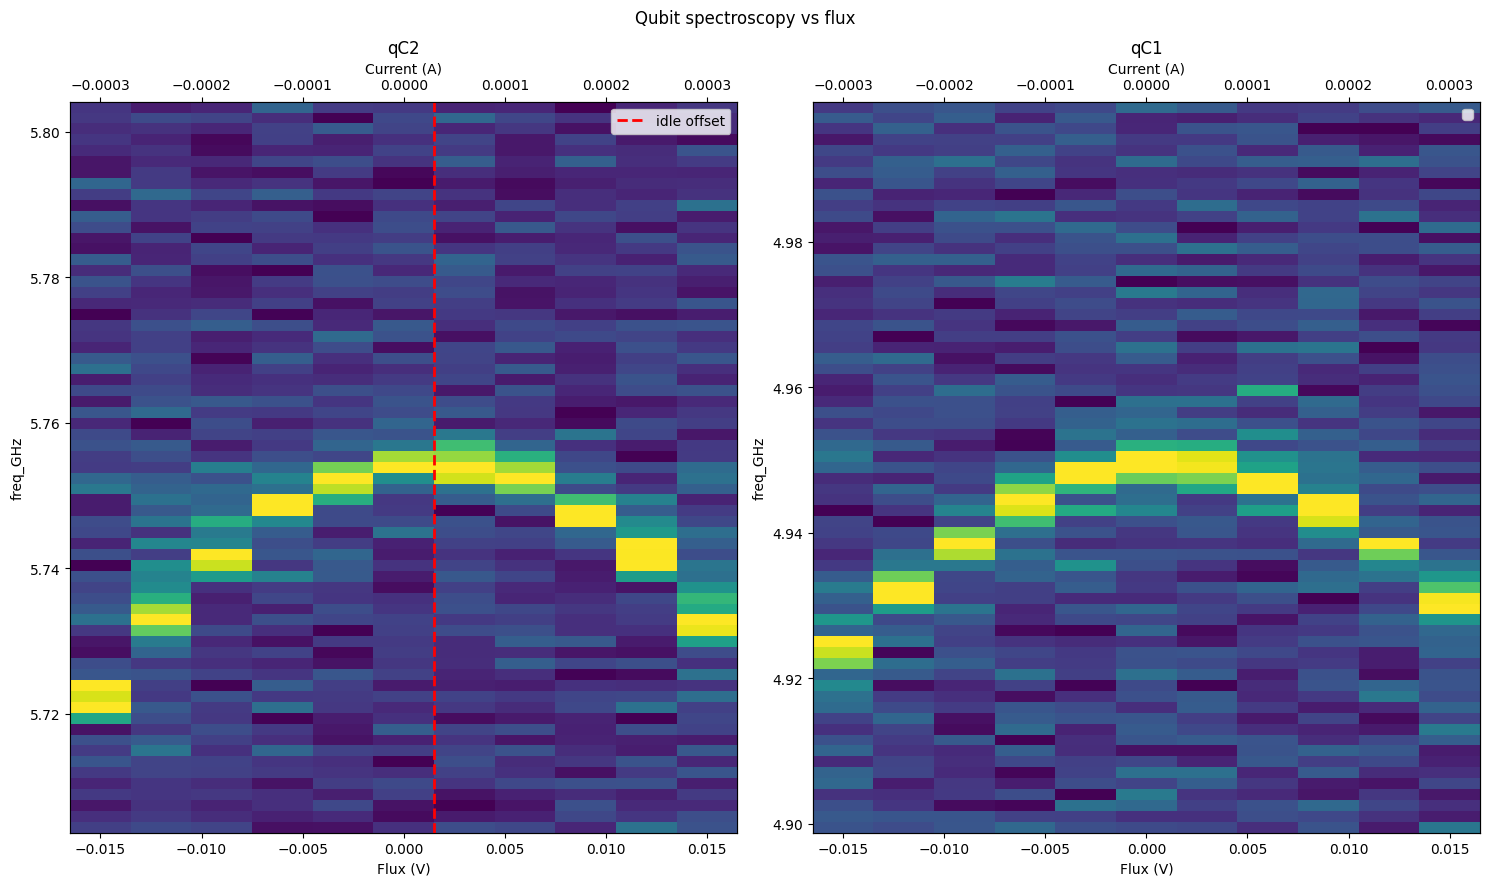 Qubit spectroscopy vs flux
qC2
Current (A)
−0.0003 −0.0002 −0.0001 0.0000 0.0001 0.0002 0.0003
idle offset
freq_GHz
5.80
5.78
5.76
5.74
5.72
−0.015 −0.010 −0.005 0.000 0.005 0.010 0.015
Flux (V)
qC1
Current (A)
−0.0003 −0.0002 −0.0001 0.0000 0.0001 0.0002 0.0003
freq_GHz
4.98
4.96
4.94
4.92
4.90
−0.015 −0.010 −0.005 0.000 0.005 0.010 0.015
Flux (V)